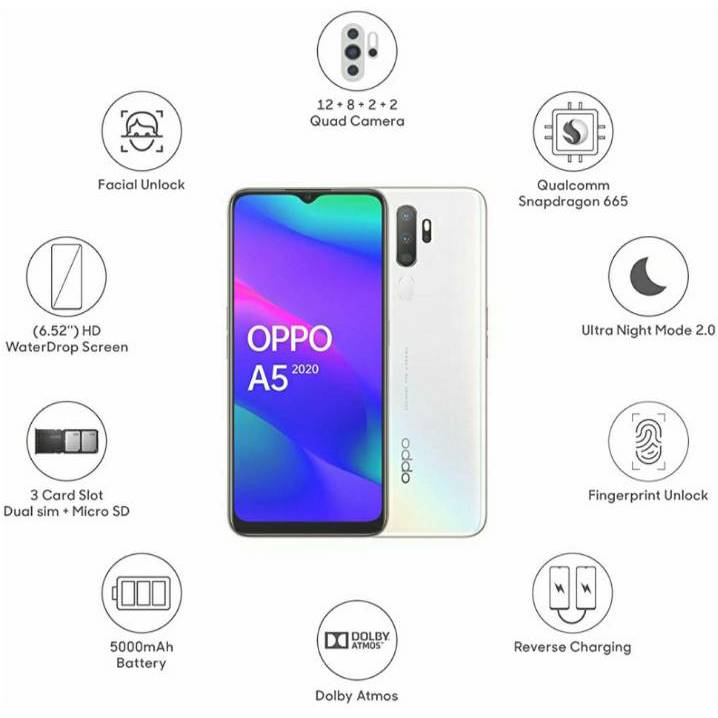 12 + 8 + 2 + 2
Quad Camera
Facial Unlock
Qualcomm
Snapdragon 665
(6.52") HD
WaterDrop Screen
Ultra Night Mode 2.0
OPPO
A5 2020
oppo
3 Card Slot
Dual sim + Micro SD
Fingerprint Unlock
5000mAh
Battery
DOLBY
ATMOS
Dolby Atmos
Reverse Charging